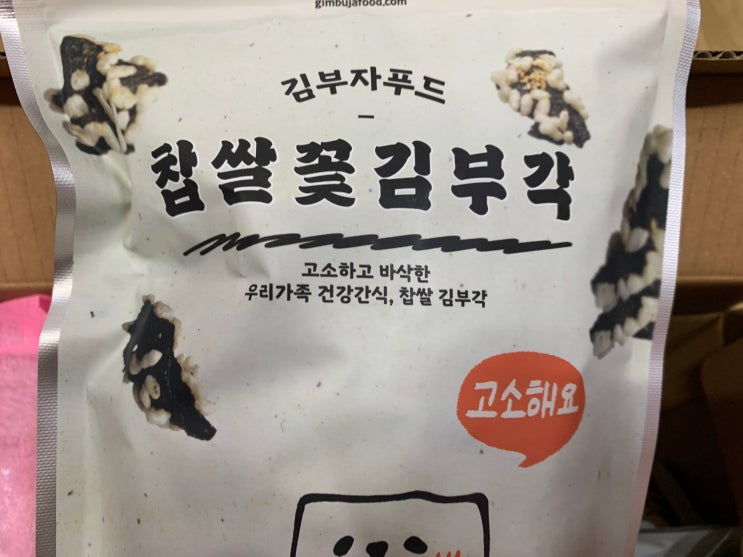 gimbujafood.com
김부자푸드
찹쌀꽃김부각
고소하고 바삭한
우리가족 건강간식, 찹쌀 김부각
고소해요